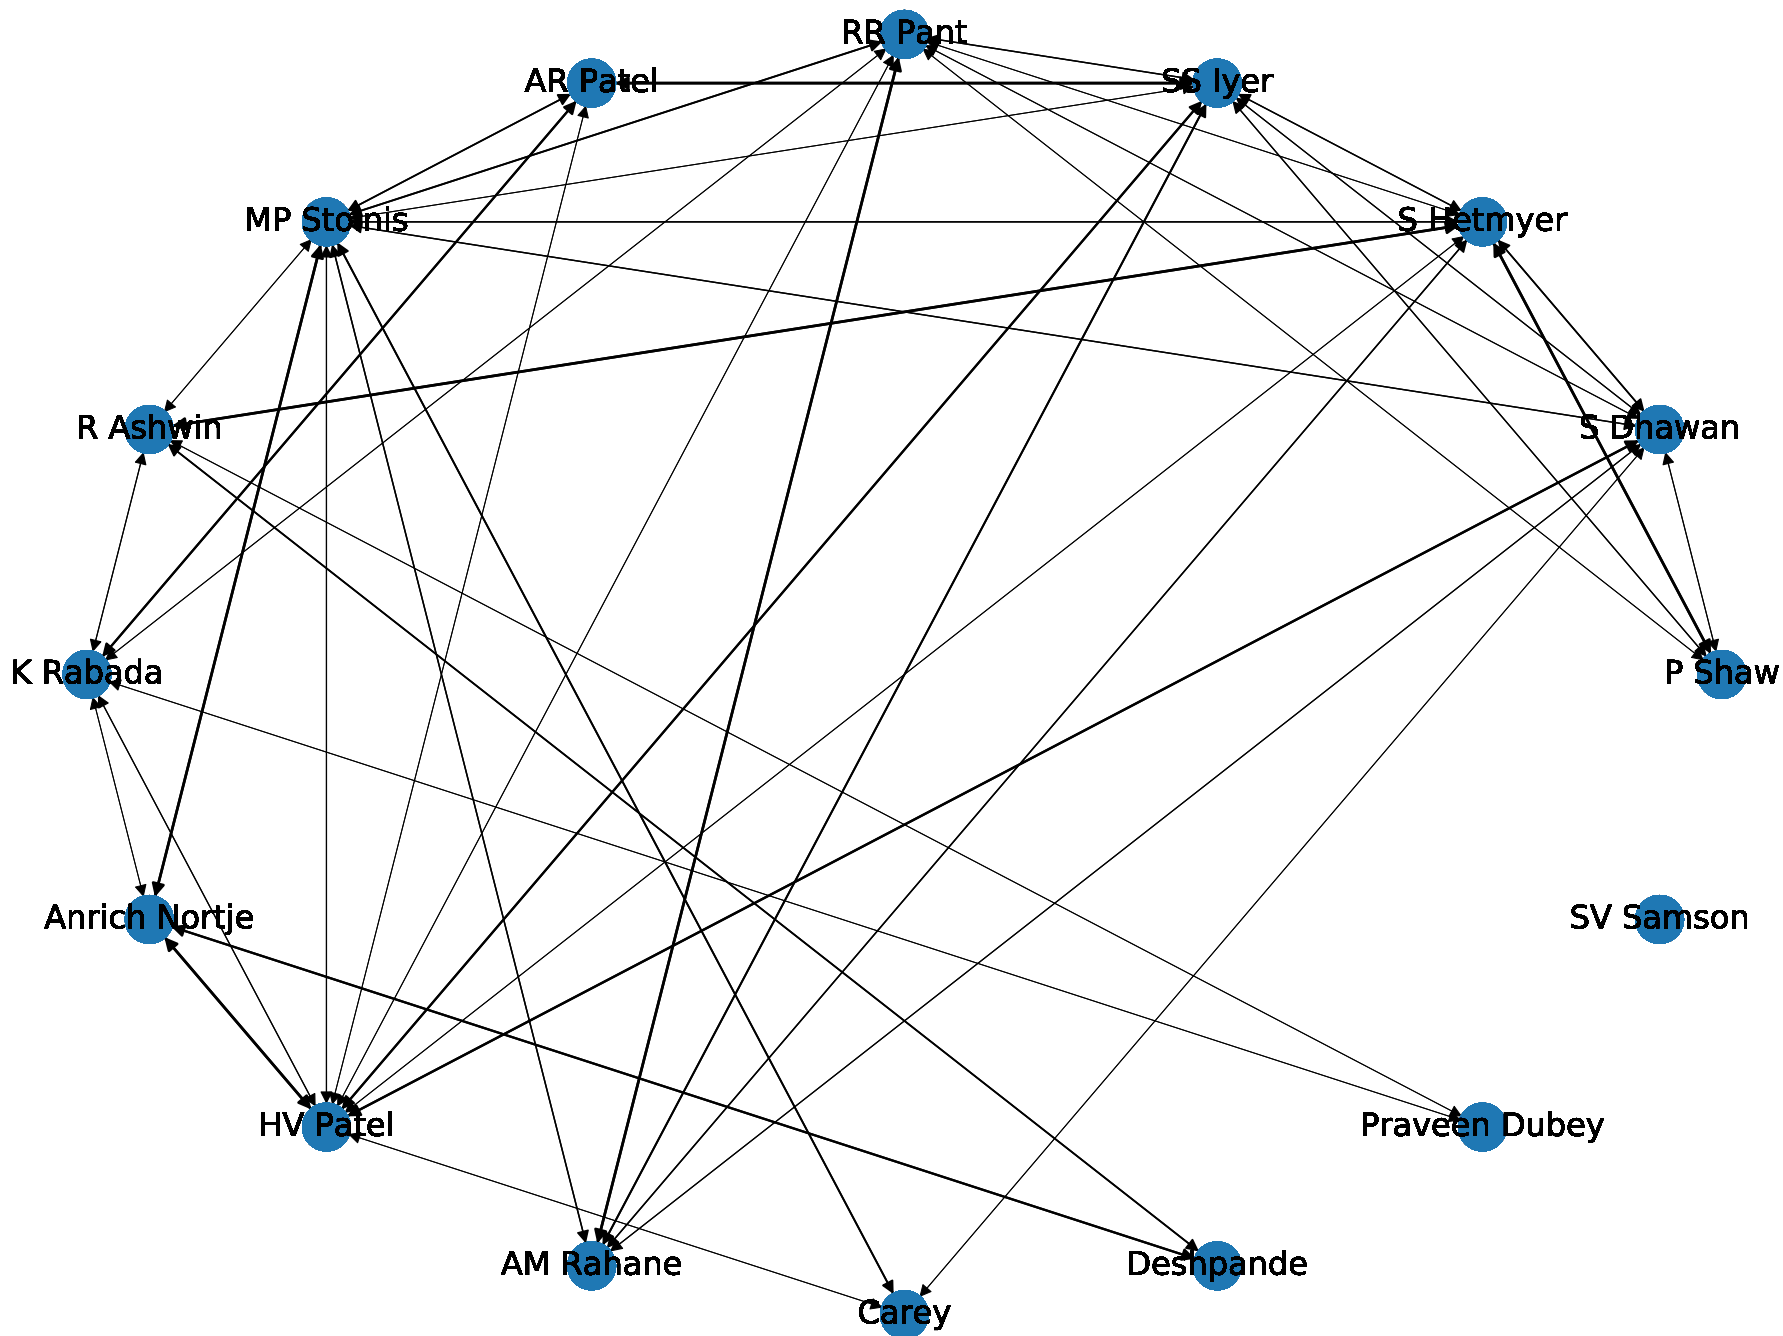 RR Pant
AR Patel
SS Iyer
MP Stoinis
S Hetmyer
R Ashwin
S Dhawan
K Rabada
P Shaw
Anrich Nortje
SV Samson
HV Patel
Praveen Dubey
AM Rahane
Deshpande
Carey